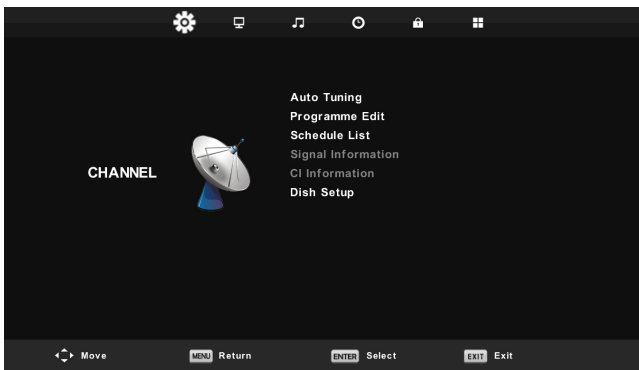 Auto Tuning
Programme Edit
Schedule List
Signal Information
CI Information
Dish Setup
CHANNEL
Move
MENU Return
ENTER Select
EXIT Exit